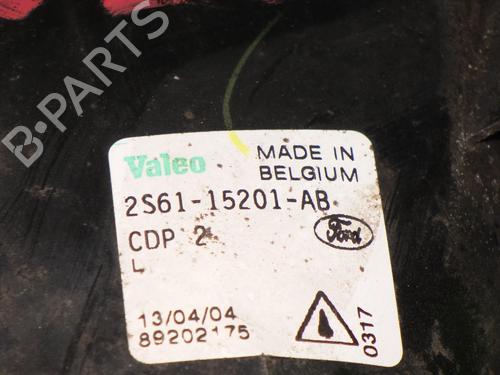 B-PARTS
Valeo
MADE IN
BELGIUM
2S61-15201-AB
CDP 2
Ford
L
13/04/04
89202175
0317